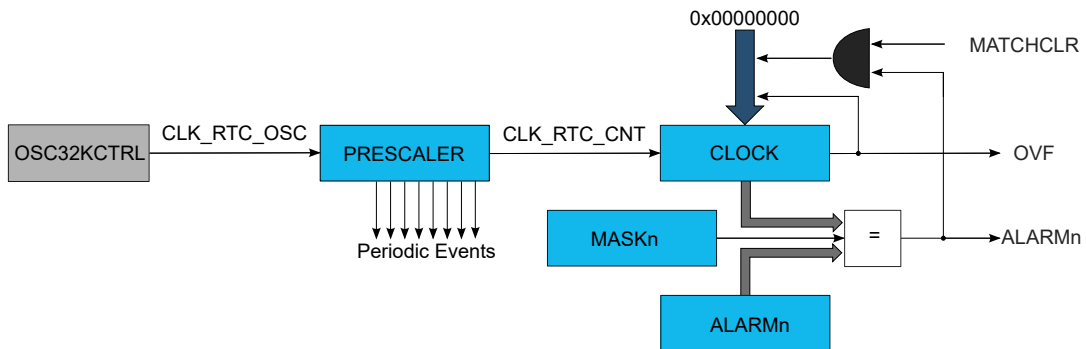 0x00000000
MATCHCLR
OSC32KCTRL
CLK_RTC_OSC
PRESCALER
CLK_RTC_CNT
CLOCK
OVF
Periodic Events
MASKn
=
ALARMn
ALARMn